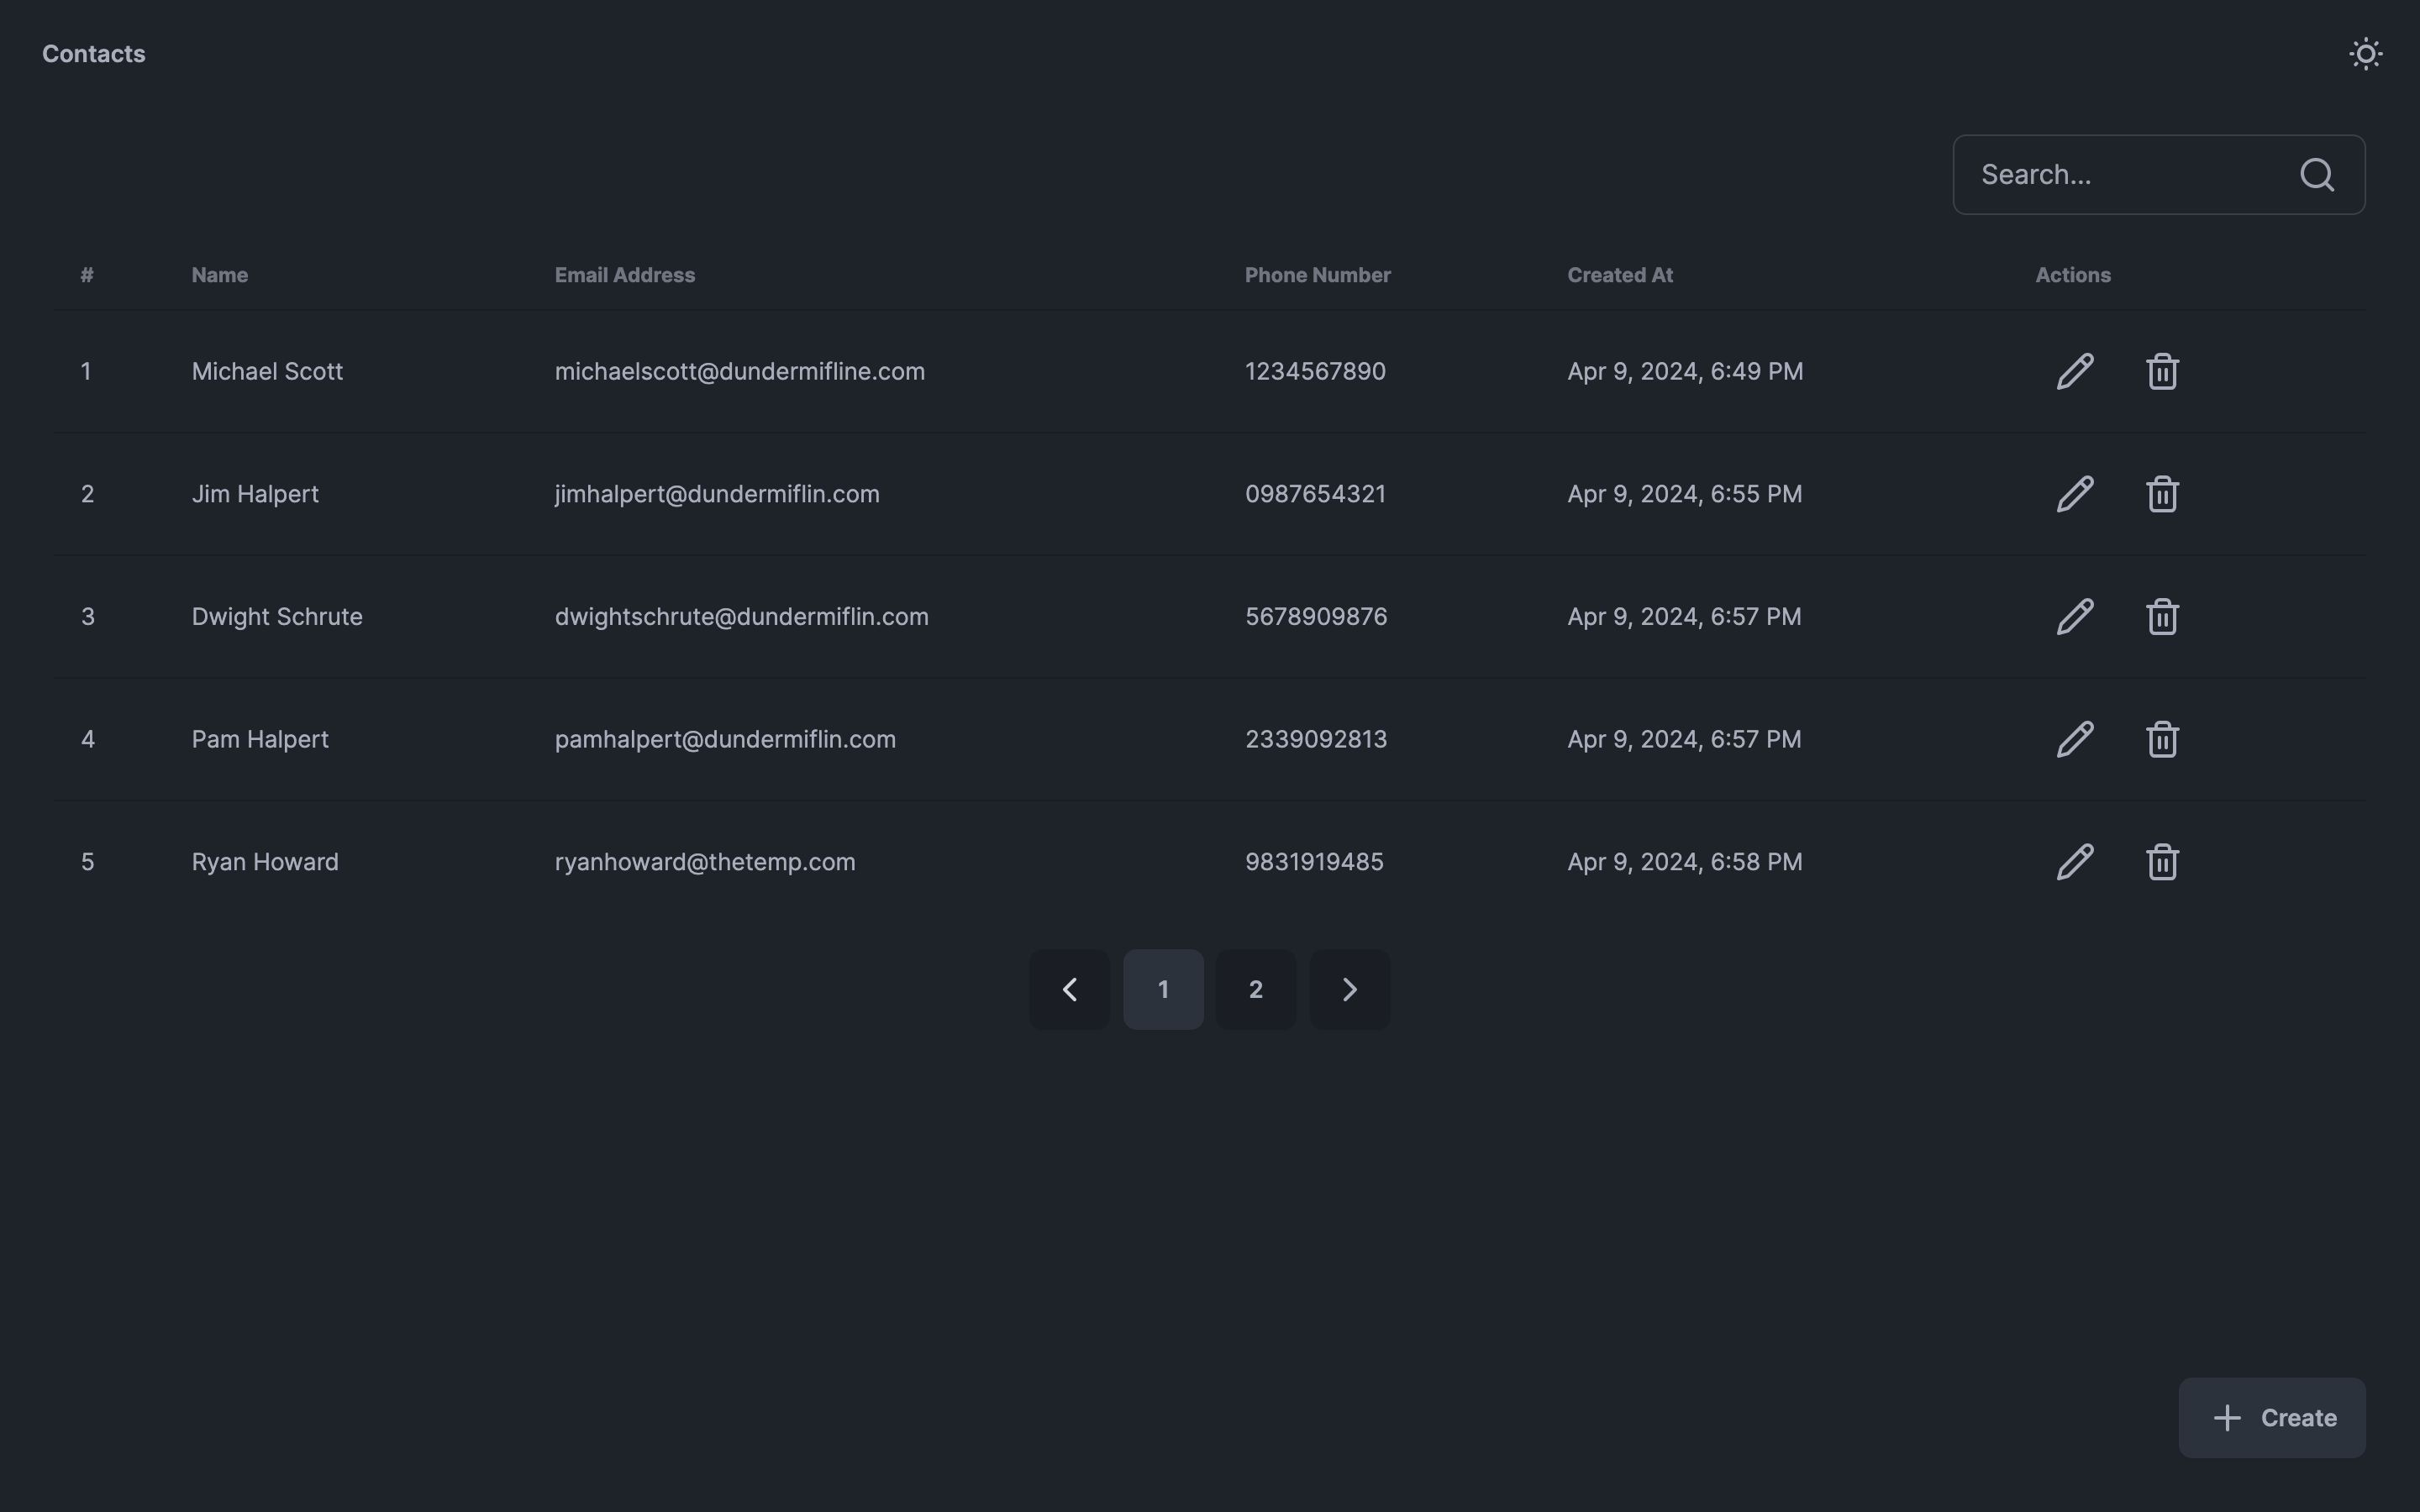 Contacts
Search...
# Name Email Address Phone Number Created At Actions
1 Michael Scott michaelscott@dundermifline.com 1234567890 Apr 9, 2024, 6:49 PM
2 Jim Halpert jimhalpert@dundermiflin.com 0987654321 Apr 9, 2024, 6:55 PM
3 Dwight Schrute dwightschrute@dundermiflin.com 5678909876 Apr 9, 2024, 6:57 PM
4 Pam Halpert pamhalpert@dundermiflin.com 2339092813 Apr 9, 2024, 6:57 PM
5 Ryan Howard ryanhoward@thetemp.com 9831919485 Apr 9, 2024, 6:58 PM
1 2
Create